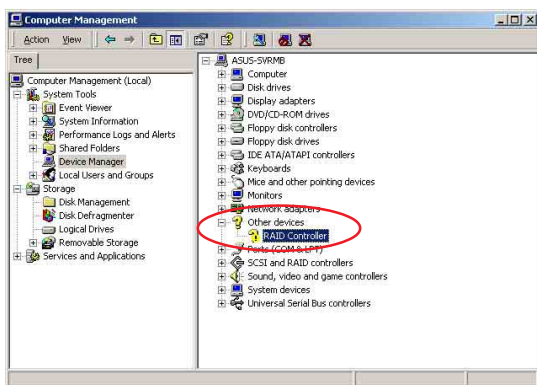 Computer Management
Action View
Tree
Computer Management (Local)
System Tools
Event Viewer
System Information
Performance Logs and Alerts
Shared Folders
Device Manager
Local Users and Groups
Storage
Disk Management
Disk Defragmenter
Logical Drives
Removable Storage
Services and Applications
ASUS-SVRMB
Computer
Disk drives
Display adapters
DVD/CD-ROM drives
Floppy disk controllers
Floppy disk drives
IDE ATA/ATAPI controllers
Keyboards
Mice and other pointing devices
Monitors
Network adapters
Other devices
RAID Controller
Ports (COM & LPT)
SCSI and RAID controllers
Sound, video and game controllers
System devices
Universal Serial Bus controllers